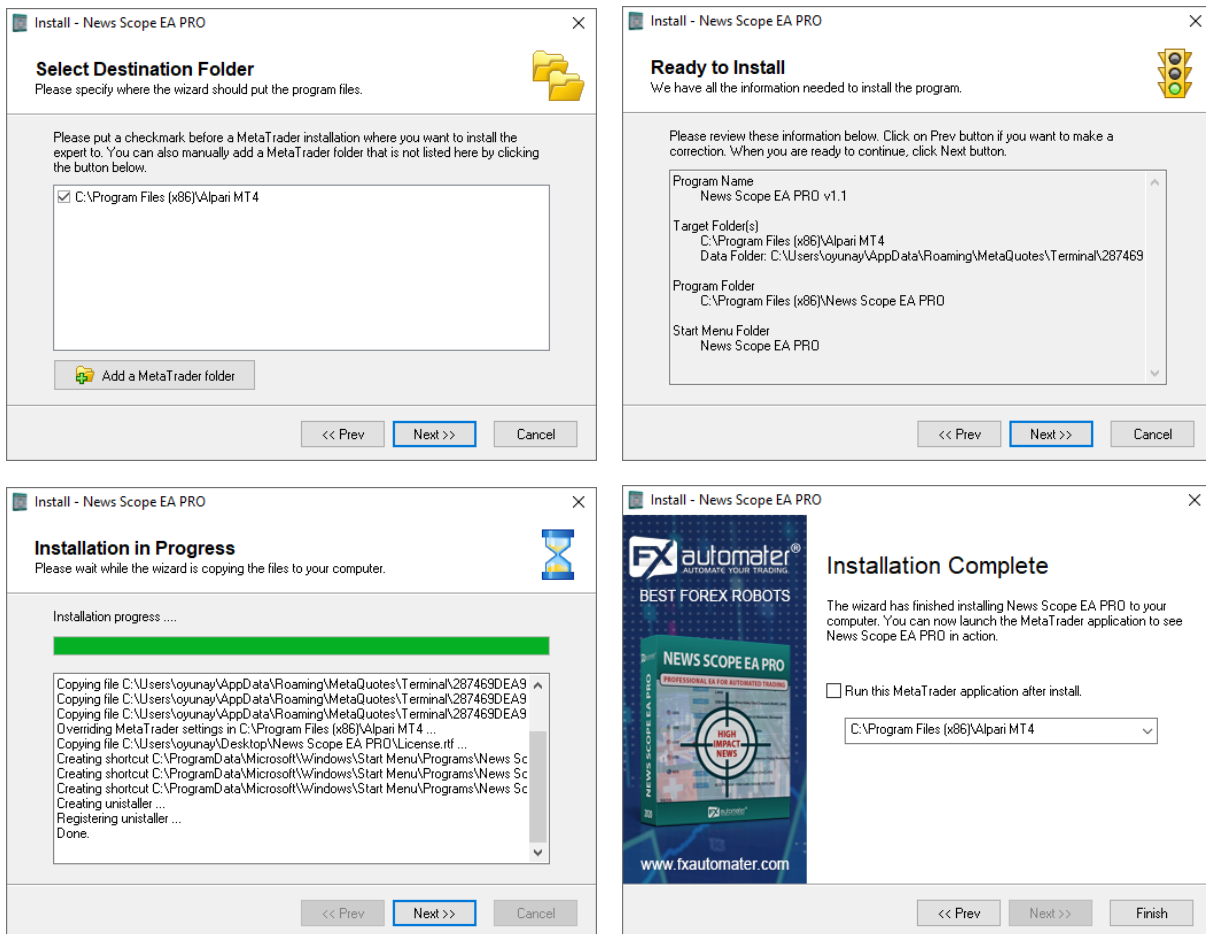 Install - News Scope EA PRO
Select Destination Folder
Please specify where the wizard should put the program files.
Please put a checkmark before a MetaTrader installation where you want to install the
expert to. You can also manually add a MetaTrader folder that is not listed here by clicking
the button below.
C:\Program Files (x86)\Alpari MT4
Add a MetaTrader folder
<< Prev
Next >>
Cancel
Install - News Scope EA PRO
Ready to Install
We have all the information needed to install the program.
Please review these information below. Click on Prev button if you want to make a
correction. When you are ready to continue, click Next button.
Program Name
News Scope EA PRO v1.1
Target Folder(s)
C:\Program Files (x86)\Alpari MT4
Data Folder: C:\Users\oyunay\AppData\Roaming\MetaQuotes\Terminal\287469
Program Folder
C:\Program Files (x86)\News Scope EA PRO
Start Menu Folder
News Scope EA PRO
<< Prev
Next >>
Cancel
Install - News Scope EA PRO
Installation in Progress
Please wait while the wizard is copying the files to your computer.
Installation progress ....
Copying file C:\Users\oyunay\AppData\Roaming\MetaQuotes\Terminal\287469DEA9
Copying file C:\Users\oyunay\AppData\Roaming\MetaQuotes\Terminal\287469DEA9
Copying file C:\Users\oyunay\AppData\Roaming\MetaQuotes\Terminal\287469DEA9
Overriding MetaTrader settings in C:\Program Files (x86)\Alpari MT4 ...
Copying file C:\Users\oyunay\Desktop\News Scope EA PRO\License.rtf ...
Creating shortcut C:\ProgramData\Microsoft\Windows\Start Menu\Programs\News Sc
Creating shortcut C:\ProgramData\Microsoft\Windows\Start Menu\Programs\News Sc
Creating shortcut C:\ProgramData\Microsoft\Windows\Start Menu\Programs\News Sc
Creating unistaller ...
Registering unistaller ...
Done.
<< Prev
Next >>
Cancel
Install - News Scope EA PRO
FX automater®
AUTOMATE YOUR TRADING
BEST FOREX ROBOTS
NEWS SCOPE EA PRO
PROFESSIONAL EA FOR AUTOMATED TRADING
NEWS SCOPE EA PRO
HIGH
IMPACT
NEWS
2020
FX automater
www.fxautomater.com
Installation Complete
The wizard has finished installing News Scope EA PRO to your
computer. You can now launch the MetaTrader application to see
News Scope EA PRO in action.
Run this MetaTrader application after install.
C:\Program Files (x86)\Alpari MT4
<< Prev
Next >>
Finish